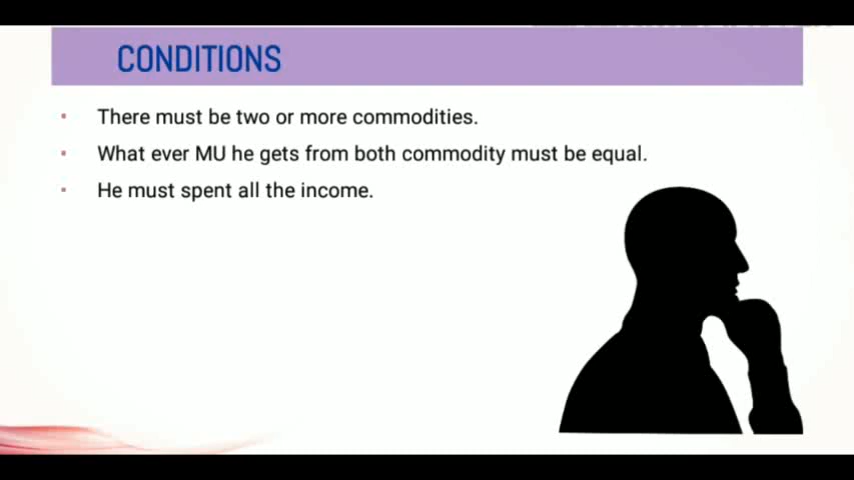 CONDITIONS
There must be two or more commodities.
What ever MU he gets from both commodity must be equal.
He must spent all the income.